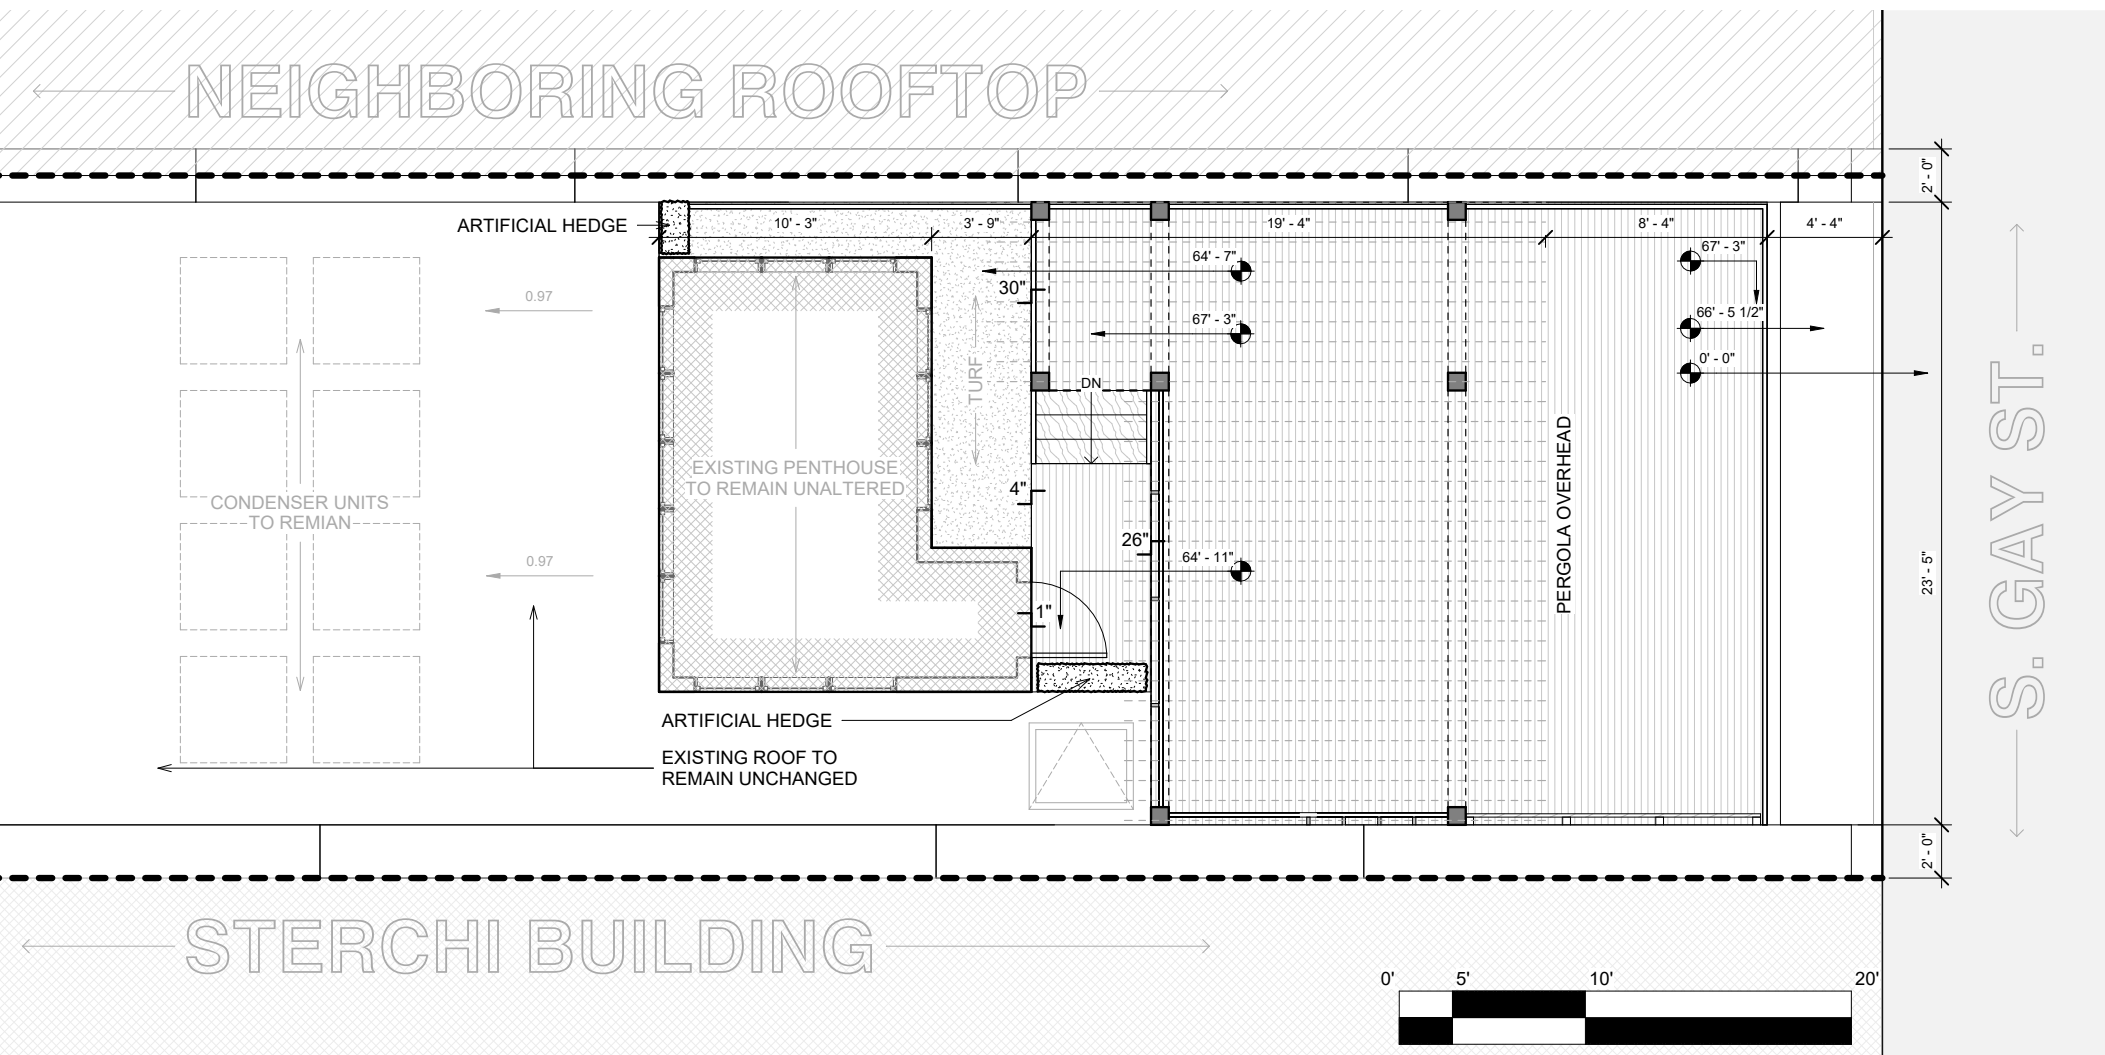 NEIGHBORING ROOFTOP
2' - 0"
ARTIFICIAL HEDGE
10' - 3"
3' - 9"
19' - 4"
8' - 4"
4' - 4"
64' - 7"
67' - 3"
30"
0.97
67' - 3"
66' - 5 1/2"
0' - 0"
TURF
DN
S. GAY ST.
EXISTING PENTHOUSE
TO REMAIN UNALTERED
4"
CONDENSER UNITS
TO REMIAN
PERGOLA OVERHEAD
26"
64' - 11"
0.97
23' - 5"
1"
ARTIFICIAL HEDGE
EXISTING ROOF TO
REMAIN UNCHANGED
2' - 0"
STERCHI BUILDING
0' 5' 10' 20'